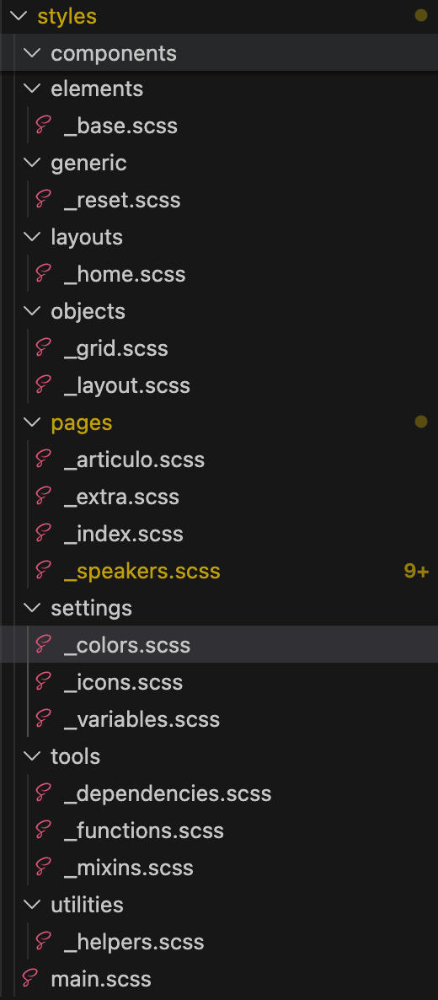 styles
components
elements
_base.scss
generic
_reset.scss
layouts
_home.scss
objects
_grid.scss
_layout.scss
pages
_articulo.scss
_extra.scss
_index.scss
_speakers.scss 9+
settings
_colors.scss
_icons.scss
_variables.scss
tools
_dependencies.scss
_functions.scss
_mixins.scss
utilities
_helpers.scss
main.scss